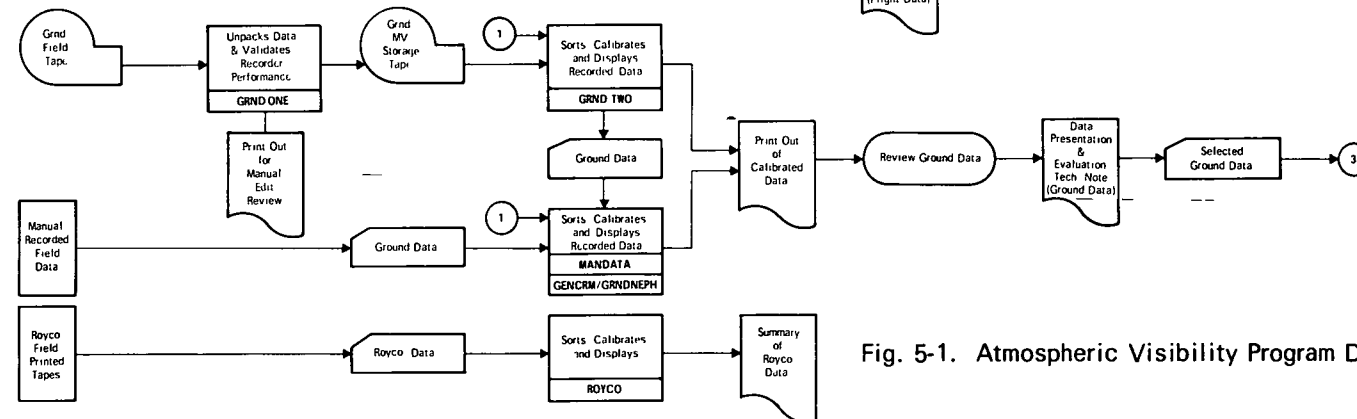 (Flight Data)
Grnd
Field
Tape
Unpacks Data
& Validates
Recorder
Performance
GRND ONE
Print Out
for
Manual
Edit
Review
Grnd
MV
Storage
Tape
1
Sorts Calibrates
and Displays
Recorded Data
GRND TWO
Ground Data
Manual
Recorded
Field
Data
Ground Data
1
Sorts Calibrates
and Displays
Recorded Data
MANDATA
GENCRM/GRNDNEPH
Print Out
of
Calibrated
Data
Review Ground Data
Data
Presentation
&
Evaluation
Tech Note
(Ground Data)
Selected
Ground Data
3
Royco
Field
Printed
Tapes
Royco Data
Sorts Calibrates
and Displays
ROYCO
Summary
of
Royco
Data
Fig. 5-1. Atmospheric Visibility Program D